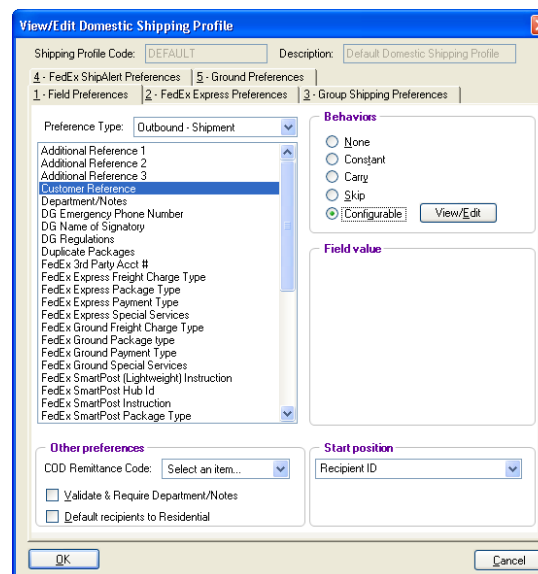 View/Edit Domestic Shipping Profile
Shipping Profile Code: DEFAULT Description: Default Domestic Shipping Profile
4 - FedEx ShipAlert Preferences 5 - Ground Preferences
1 - Field Preferences 2 - FedEx Express Preferences 3 - Group Shipping Preferences
Preference Type: Outbound - Shipment
Additional Reference 1
Additional Reference 2
Additional Reference 3
Customer Reference
Department/Notes
DG Emergency Phone Number
DG Name of Signatory
DG Regulations
Duplicate Packages
FedEx 3rd Party Acct #
FedEx Express Freight Charge Type
FedEx Express Package Type
FedEx Express Payment Type
FedEx Express Special Services
FedEx Ground Freight Charge Type
FedEx Ground Package type
FedEx Ground Payment Type
FedEx Ground Special Services
FedEx SmartPost (Lightweight) Instruction
FedEx SmartPost Hub Id
FedEx SmartPost Instruction
FedEx SmartPost Package Type
Behaviors
None
Constant
Carry
Skip
Configurable View/Edit
Field value
Other preferences
COD Remittance Code: Select an item...
Validate & Require Department/Notes
Default recipients to Residential
Start position
Recipient ID
OK
Cancel